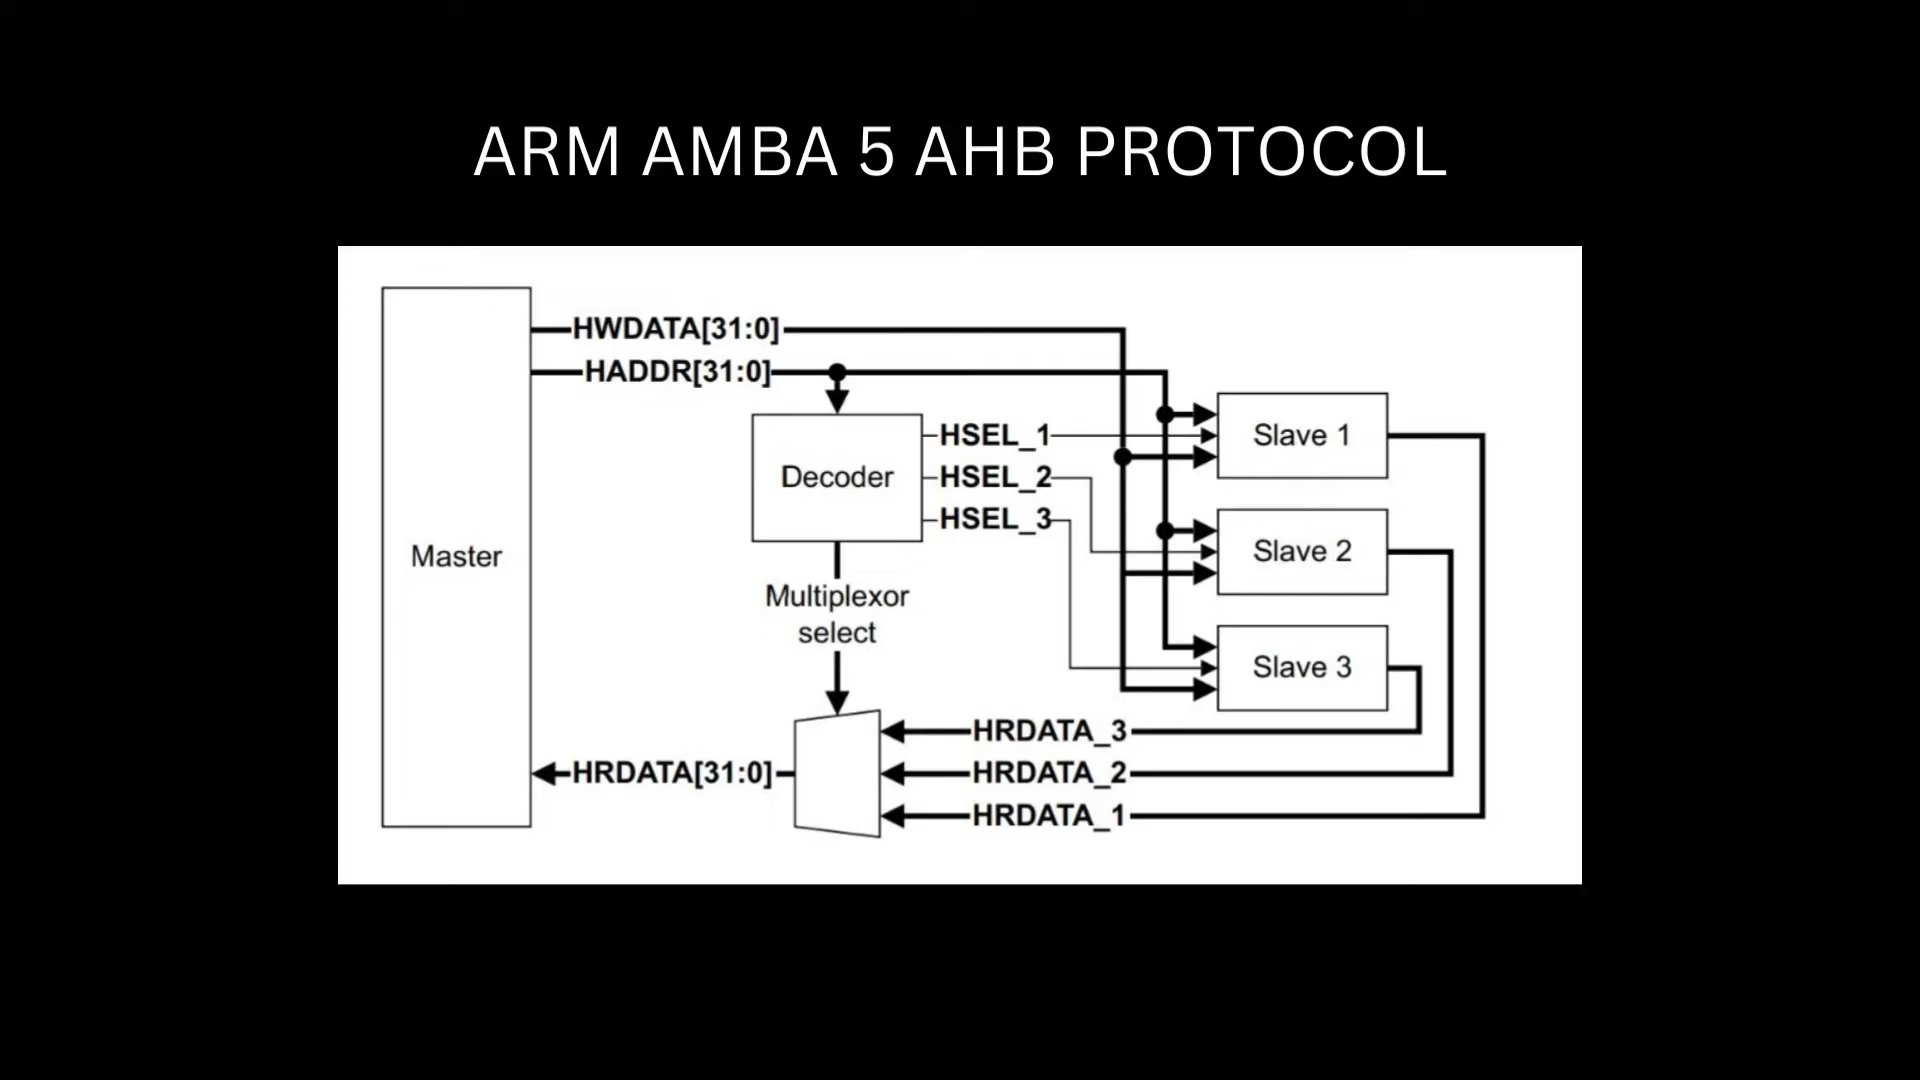 ARM AMBA 5 AHB PROTOCOL
HWDATA[31:0]
HADDR[31:0]
HSEL_1
Slave 1
Decoder
HSEL_2
HSEL_3
Slave 2
Master
Multiplexor
select
Slave 3
HRDATA_3
HRDATA[31:0]
HRDATA_2
HRDATA_1